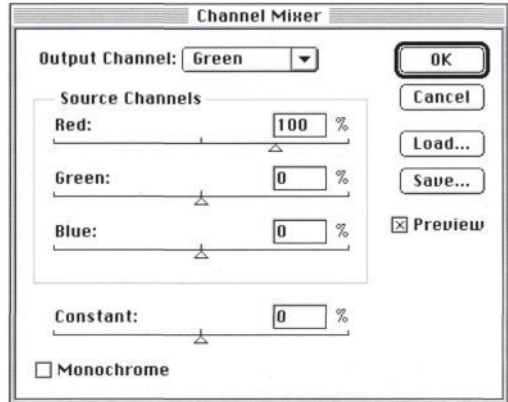 Channel Mixer
Output Channel: Green
OK
Cancel
Load...
Save...
Preview
Source Channels
Red: 100 %
Green: 0 %
Blue: 0 %
Constant: 0 %
Monochrome